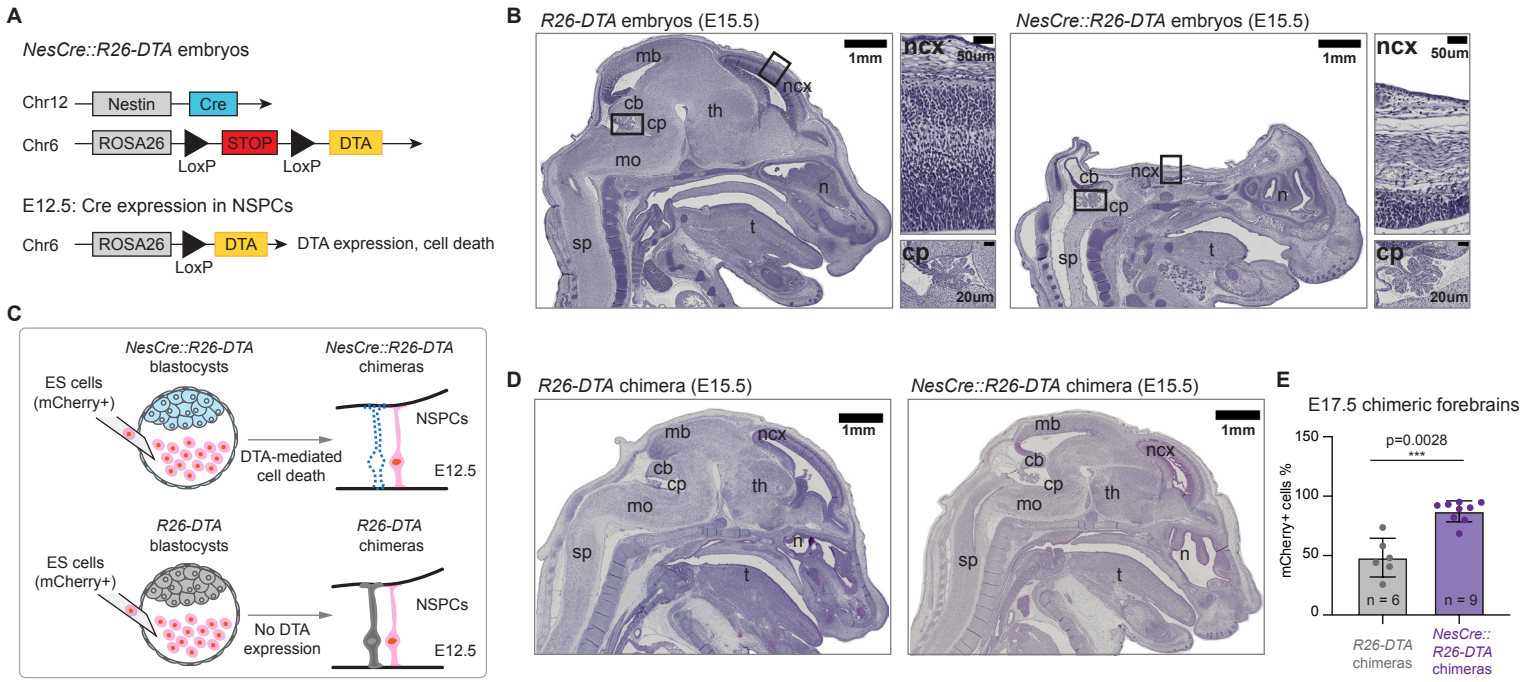 A
NesCre::R26-DTA embryos
Chr12
Nestin
Cre
Chr6
ROSA26
STOP
DTA
LoxP
LoxP
E12.5: Cre expression in NSPCs
Chr6
ROSA26
DTA
DTA expression, cell death
LoxP
B
R26-DTA embryos (E15.5)
mb
1mm
ncx
cb
cp
th
mo
n
sp
t
ncx
50um
cp
20um
NesCre::R26-DTA embryos (E15.5)
1mm
cb
ncx
cp
n
sp
t
ncx
50um
cp
20um
C
NesCre::R26-DTA
blastocysts
NesCre::R26-DTA
chimeras
ES cells
(mCherry+)
DTA-mediated
cell death
NSPCs
E12.5
R26-DTA
blastocysts
R26-DTA
chimeras
ES cells
(mCherry+)
No DTA
expression
NSPCs
E12.5
D
R26-DTA chimera (E15.5)
1mm
mb
ncx
cb
cp
th
mo
sp
n
t
NesCre::R26-DTA chimera (E15.5)
1mm
mb
ncx
cb
cp
th
mo
sp
n
t
E
E17.5 chimeric forebrains
mCherry+ cells %
150
100
50
0
p=0.0028
***
n = 6
n = 9
R26-DTA
chimeras
NesCre::
R26-DTA
chimeras